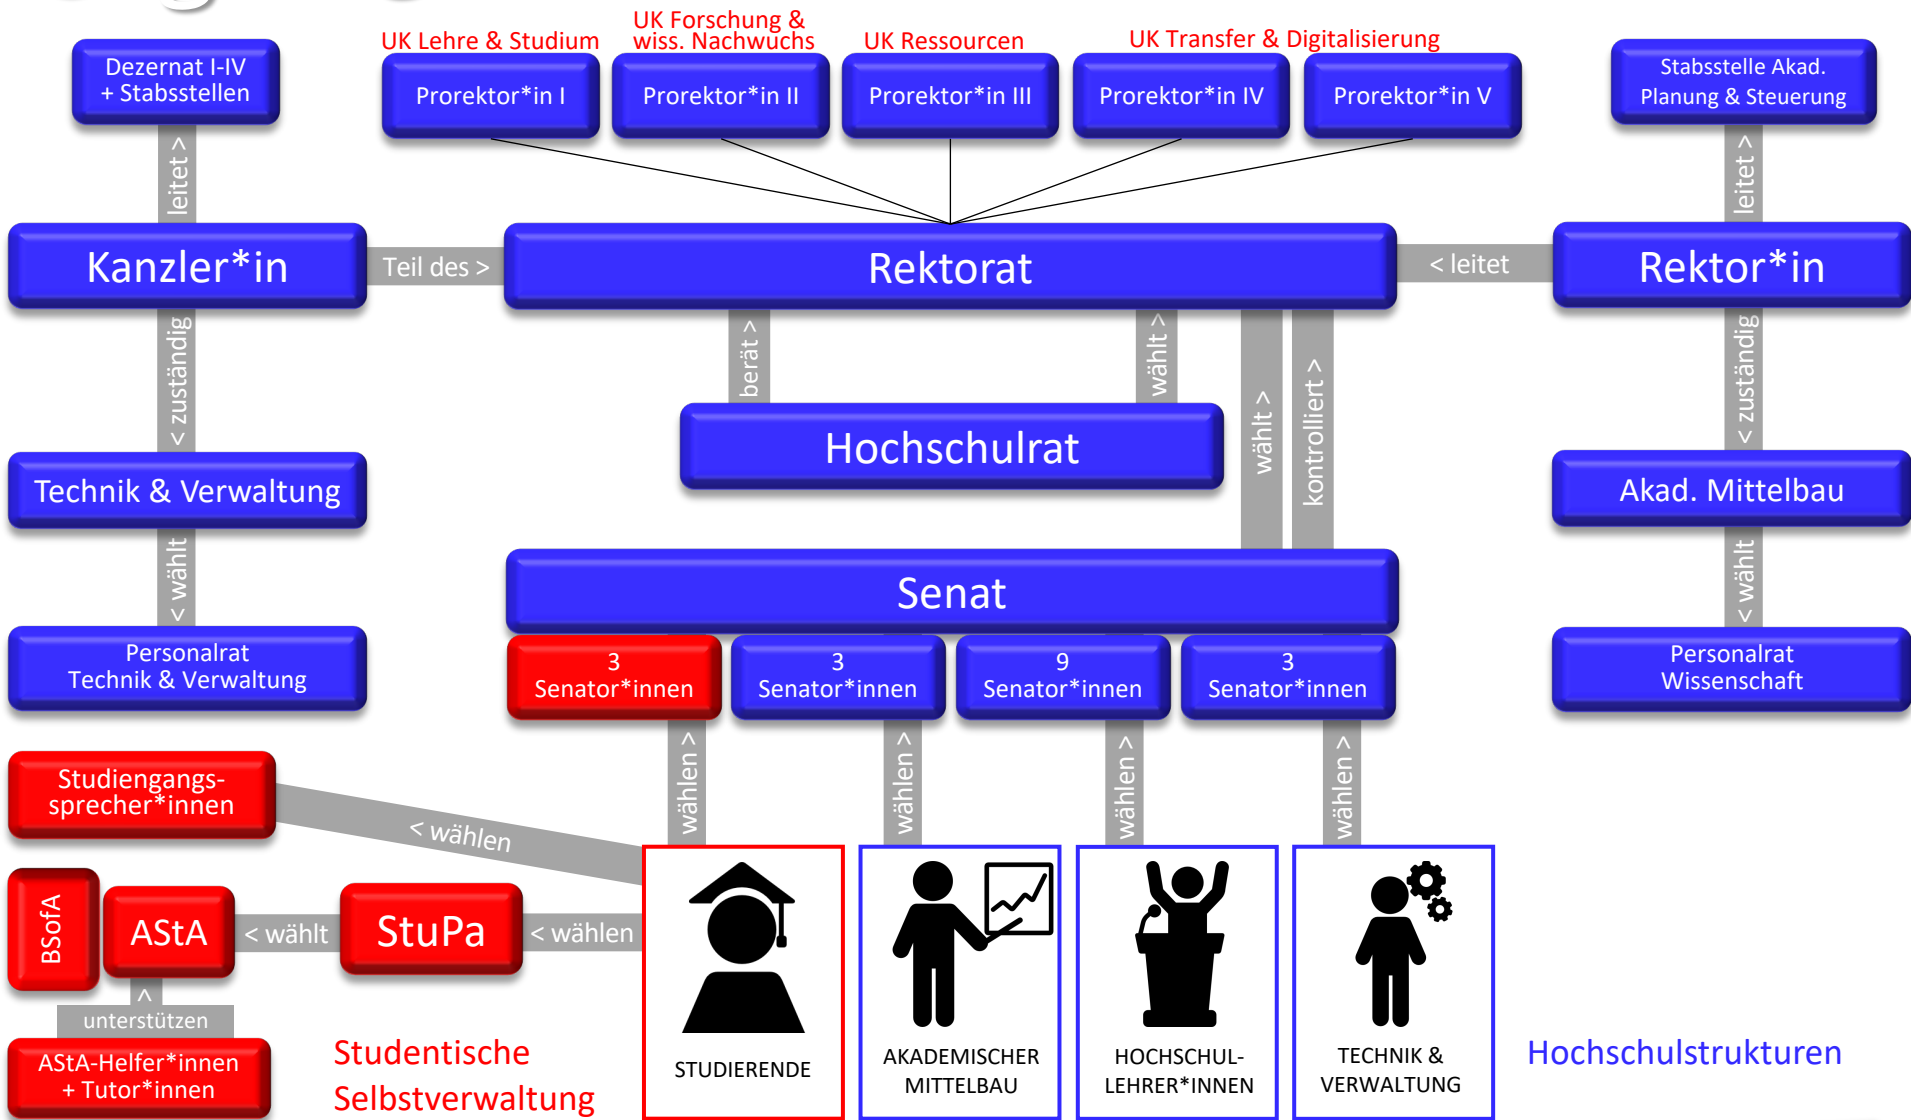 UK Lehre & Studium
UK Forschung &
wiss. Nachwuchs
UK Ressourcen
UK Transfer & Digitalisierung
Dezernat I-IV
+ Stabsstellen
Prorektor*in I
Prorektor*in II
Prorektor*in III
Prorektor*in IV
Prorektor*in V
Stabsstelle Akad.
Planung & Steuerung
leitet >
leitet >
Kanzler*in
Teil des >
Rektorat
< leitet
Rektor*in
< zuständig
berät >
wählt >
wählt >
kontrolliert >
< zuständig
Hochschulrat
Technik & Verwaltung
Akad. Mittelbau
< wählt
< wählt
Senat
Personalrat
Technik & Verwaltung
3
Senator*innen
3
Senator*innen
9
Senator*innen
3
Senator*innen
Personalrat
Wissenschaft
wählen >
wählen >
wählen >
wählen >
Studiengangs-
sprecher*innen
< wählen
BSofA
AStA
< wählt
StuPa
< wählen
>
unterstützen
AStA-Helfer*innen
+ Tutor*innen
Studentische
Selbstverwaltung
STUDIERENDE
AKADEMISCHER
MITTELBAU
HOCHSCHUL-
LEHRER*INNEN
TECHNIK &
VERWALTUNG
Hochschulstrukturen